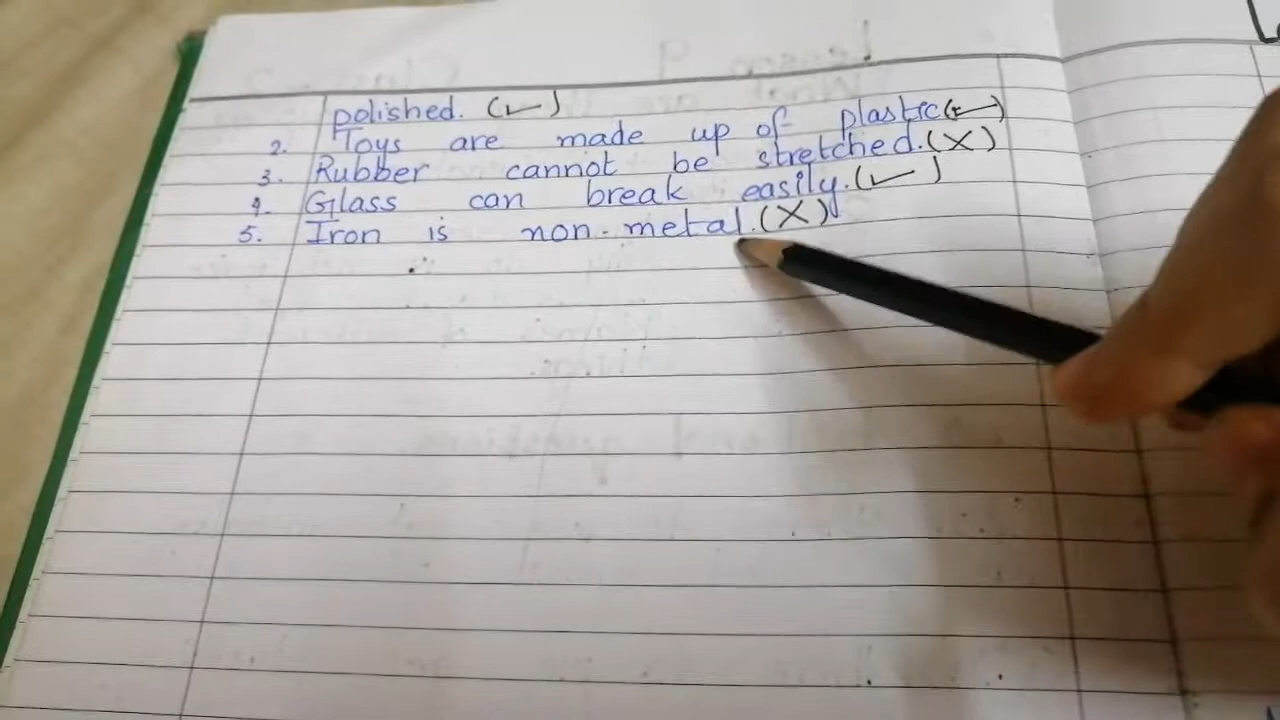 polished. (✓)
2. Toys are made up of plastic (✓)
3. Rubber cannot be stretched. (X)
4. Glass can break easily. (✓)
5. Iron is non-metal. (X)